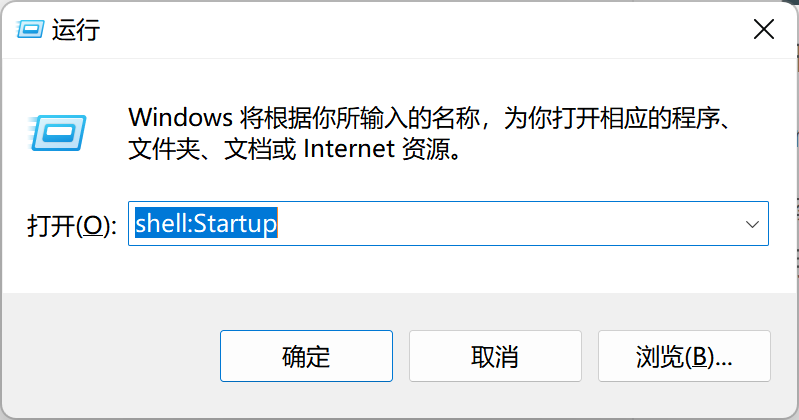 运行
Windows 将根据你所输入的名称，为你打开相应的程序、
文件夹、文档或 Internet 资源。
打开(O): shell:Startup
确定 取消 浏览(B)...